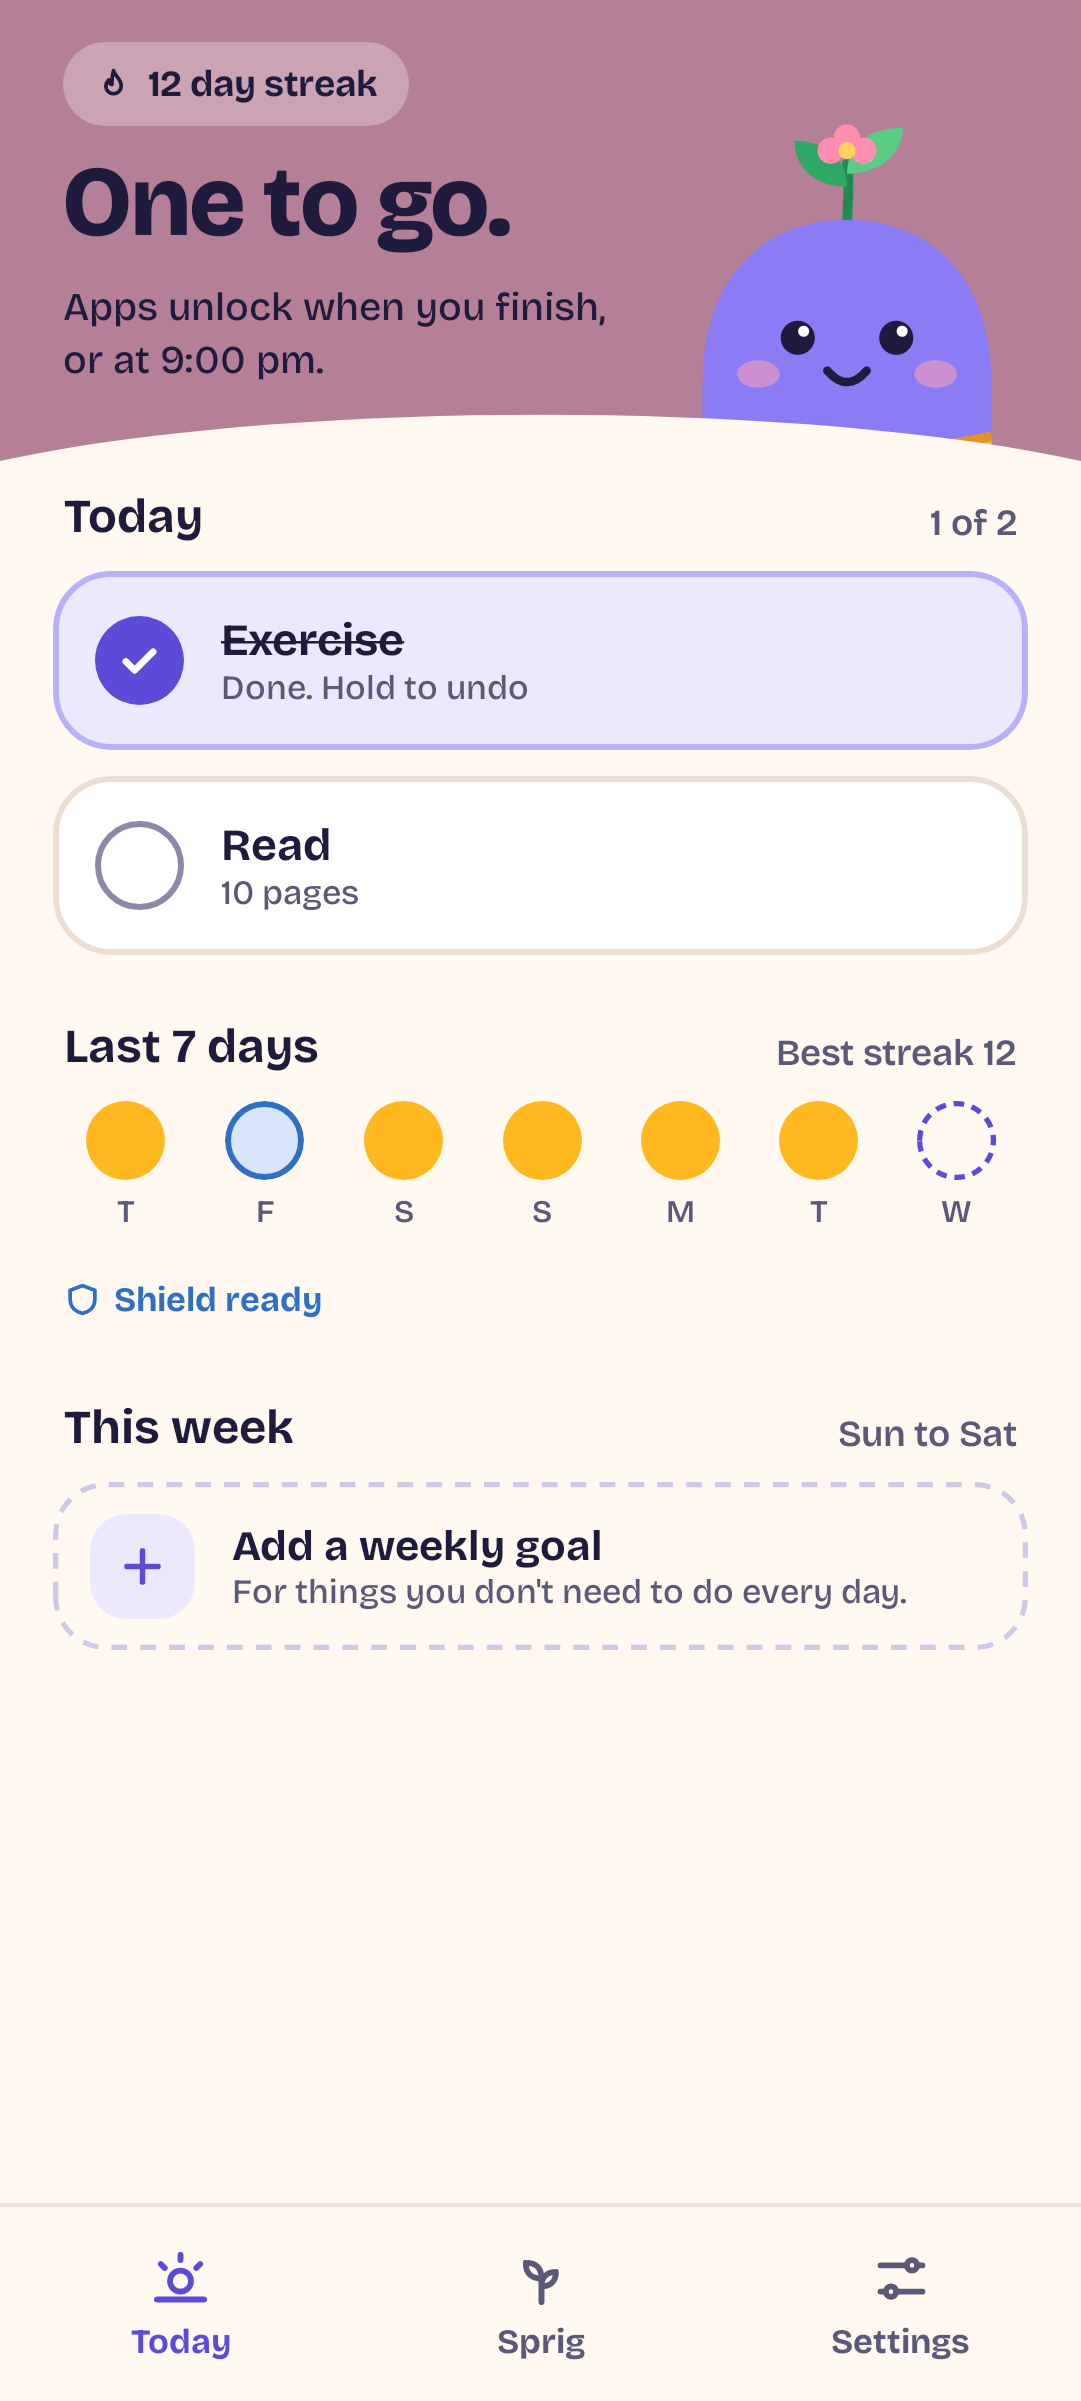 12 day streak
One to go.
Apps unlock when you finish,
or at 9:00 pm.
Today
1 of 2
Exercise
Done. Hold to undo
Read
10 pages
Last 7 days
Best streak 12
T F S S M T W
Shield ready
This week
Sun to Sat
Add a weekly goal
For things you don't need to do every day.
Today Sprig Settings